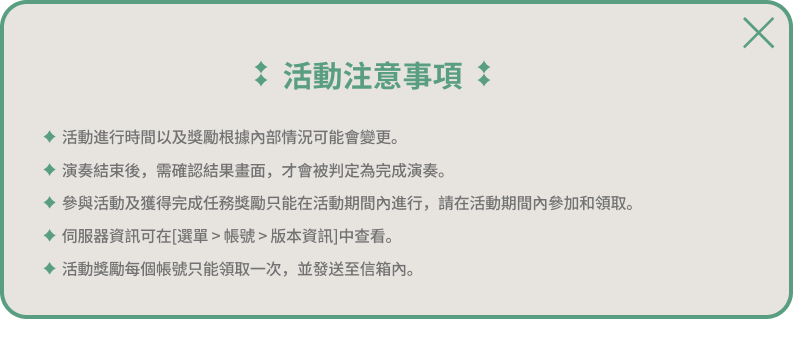 活動注意事項
活動進行時間以及獎勵根據內部情況可能會變更。
演奏結束後，需確認結果畫面，才會被判定為完成演奏。
參與活動及獲得完成任務獎勵只能在活動期間內進行，請在活動期間內參加和領取。
伺服器資訊可在[選單 > 帳號 > 版本資訊]中查看。
活動獎勵每個帳號只能領取一次，並發送至信箱內。